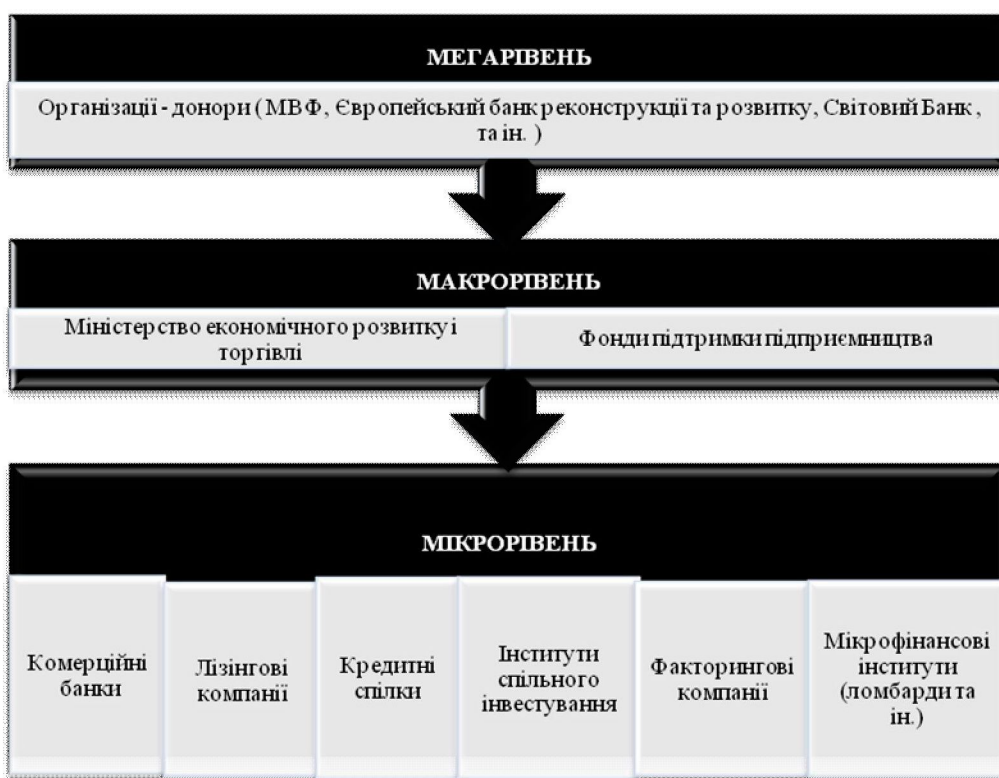 МЕГАРІВЕНЬ
Організації - донори ( МВФ, Європейський банк реконструкції та розвитку, Світовий Банк ,
та ін. )
МАКРОРІВЕНЬ
Міністерство економічного розвитку і
торгівлі
Фонди підтримки підприємництва
МІКРОРІВЕНЬ
Комерційні
банки
Лізингові
компанії
Кредитні
спілки
Інститути
спільного
інвестування
Факторингові
компанії
Мікрофінансові
інститути
(ломбарди та
ін.)